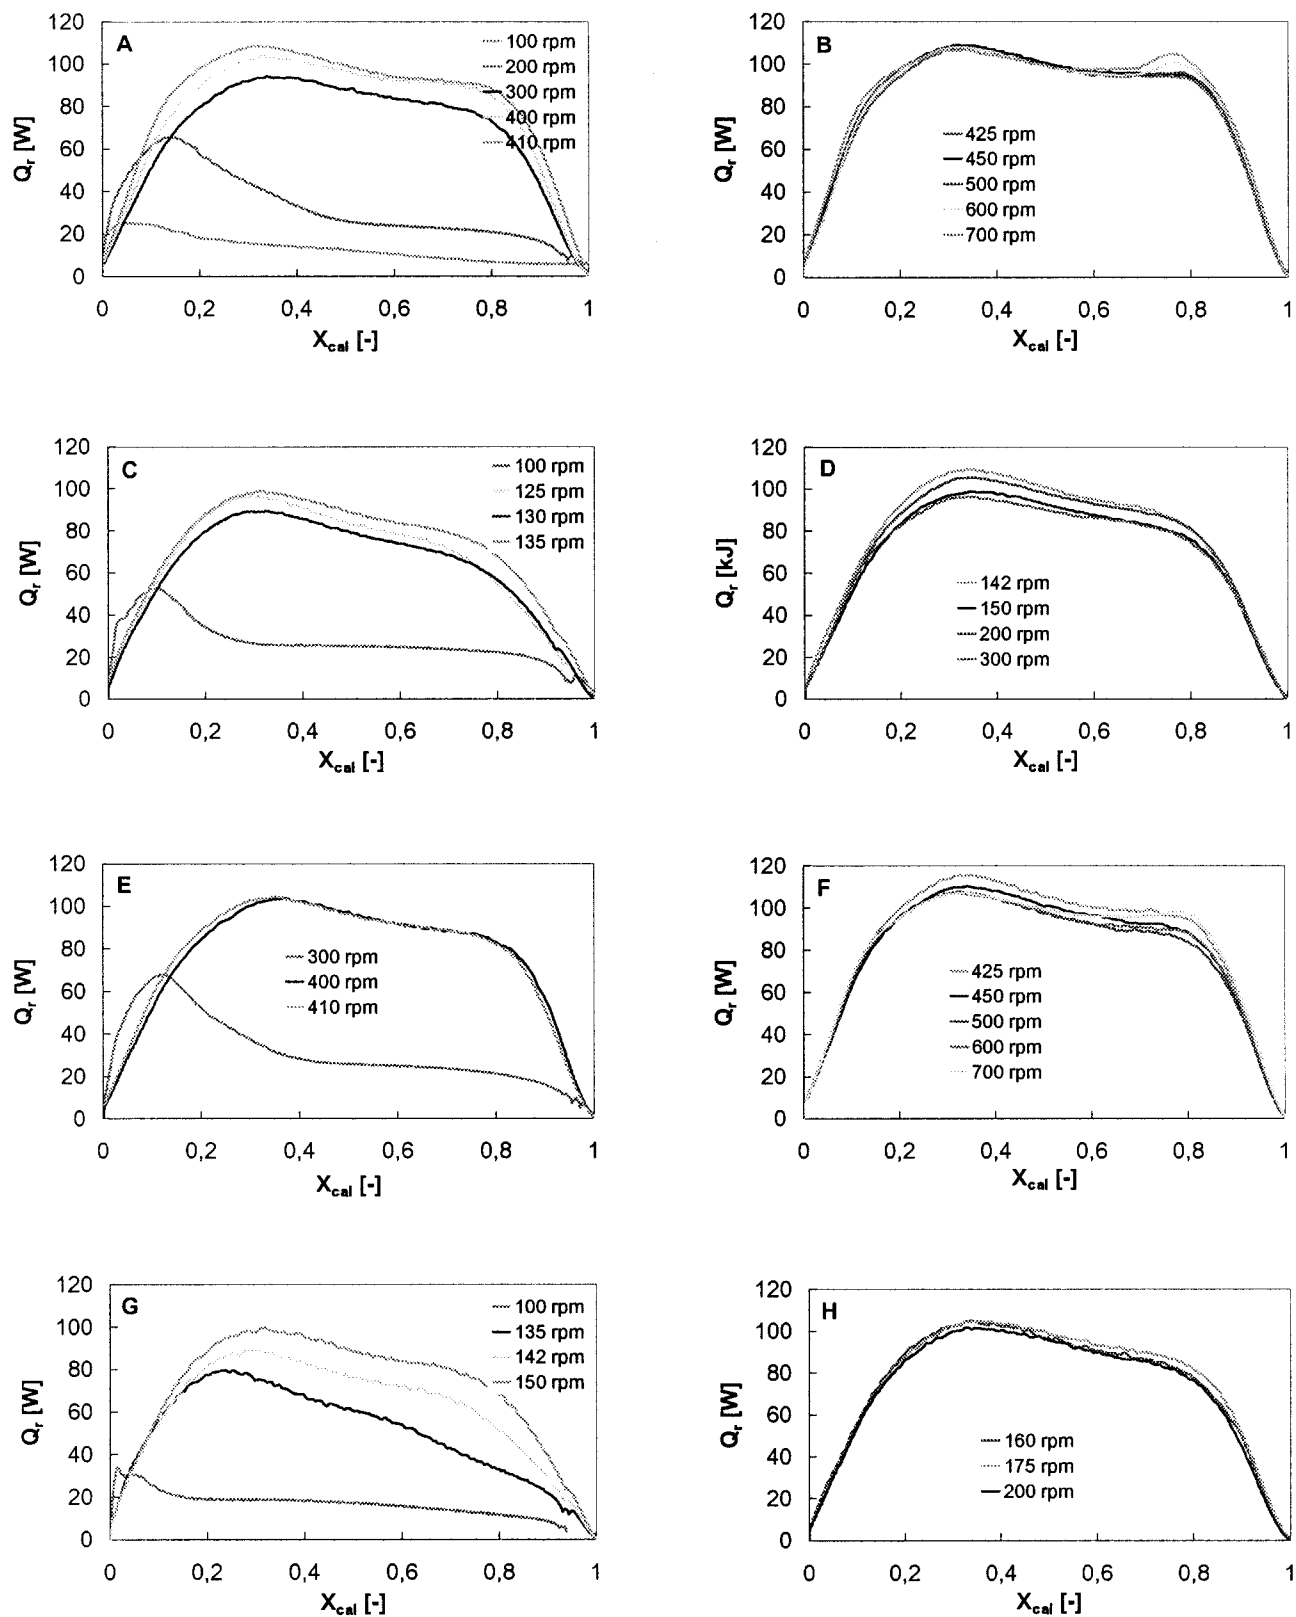 A
120
100
80
60
40
20
0
Qr [W]
100 rpm
200 rpm
300 rpm
400 rpm
410 rpm
0 0,2 0,4 0,6 0,8 1
Xcal [-]
B
120
100
80
60
40
20
0
Qr [W]
425 rpm
450 rpm
500 rpm
600 rpm
700 rpm
0 0,2 0,4 0,6 0,8 1
Xcal [-]
C
120
100
80
60
40
20
0
Qr [W]
100 rpm
125 rpm
130 rpm
135 rpm
0 0,2 0,4 0,6 0,8 1
Xcal [-]
D
120
100
80
60
40
20
0
Qr [kJ]
142 rpm
150 rpm
200 rpm
300 rpm
0 0,2 0,4 0,6 0,8 1
Xcal [-]
E
120
100
80
60
40
20
0
Qr [W]
300 rpm
400 rpm
410 rpm
0 0,2 0,4 0,6 0,8 1
Xcal [-]
F
120
100
80
60
40
20
0
Qr [W]
425 rpm
450 rpm
500 rpm
600 rpm
700 rpm
0 0,2 0,4 0,6 0,8 1
Xcal [-]
G
120
100
80
60
40
20
0
Qr [W]
100 rpm
135 rpm
142 rpm
150 rpm
0 0,2 0,4 0,6 0,8 1
Xcal [-]
H
120
100
80
60
40
20
0
Qr [W]
160 rpm
175 rpm
200 rpm
0 0,2 0,4 0,6 0,8 1
Xcal [-]